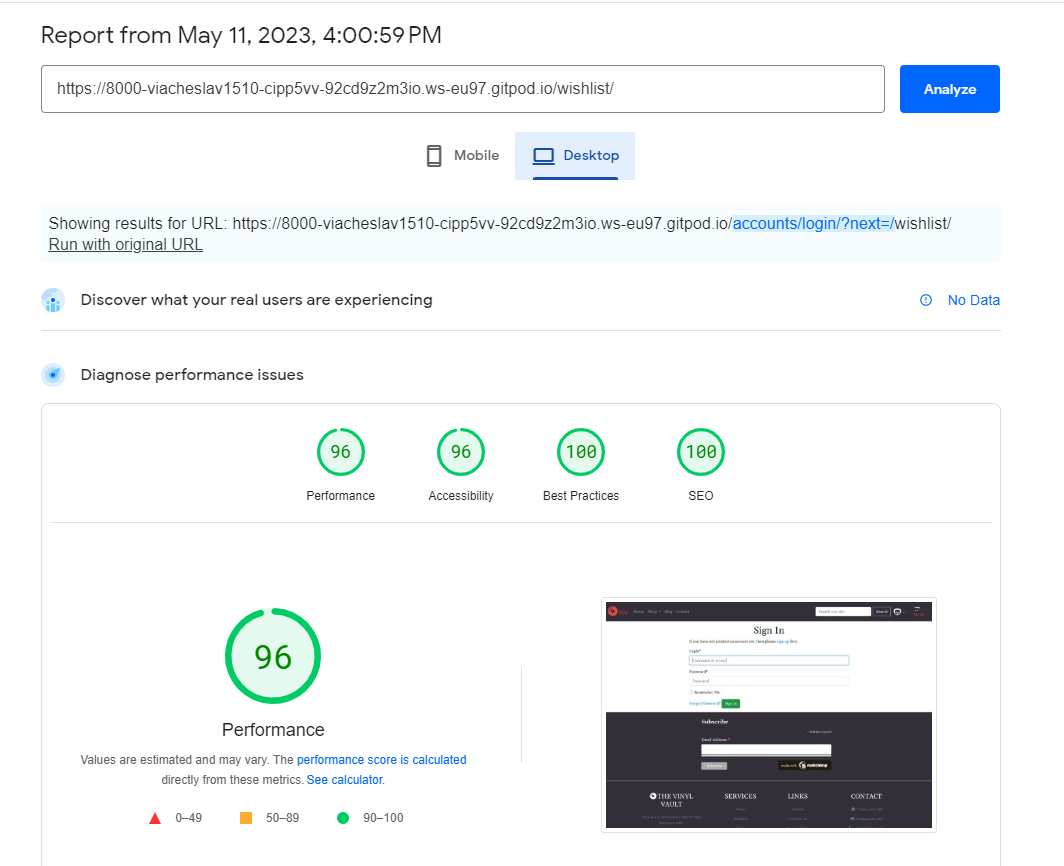 Report from May 11, 2023, 4:00:59 PM
https://8000-viacheslav1510-cipp5vv-92cd9z2m3io.ws-eu97.gitpod.io/wishlist/
Analyze
Mobile
Desktop
Showing results for URL: https://8000-viacheslav1510-cipp5vv-92cd9z2m3io.ws-eu97.gitpod.io/accounts/login/?next=/wishlist/
Run with original URL
Discover what your real users are experiencing
No Data
Diagnose performance issues
96
96
100
100
Performance
Accessibility
Best Practices
SEO
96
Performance
Values are estimated and may vary. The performance score is calculated
directly from these metrics. See calculator.
0–49
50–89
90–100
Sign In
If you have not created an account yet, then please sign up first.
Login*
Username or e-mail
Password*
Password
Remember Me
Forgot Password?
Sign In
Subscribe
Email Address *
Subscribe
mailchimp
THE VINYL
VAULT
SERVICES
LINKS
CONTACT